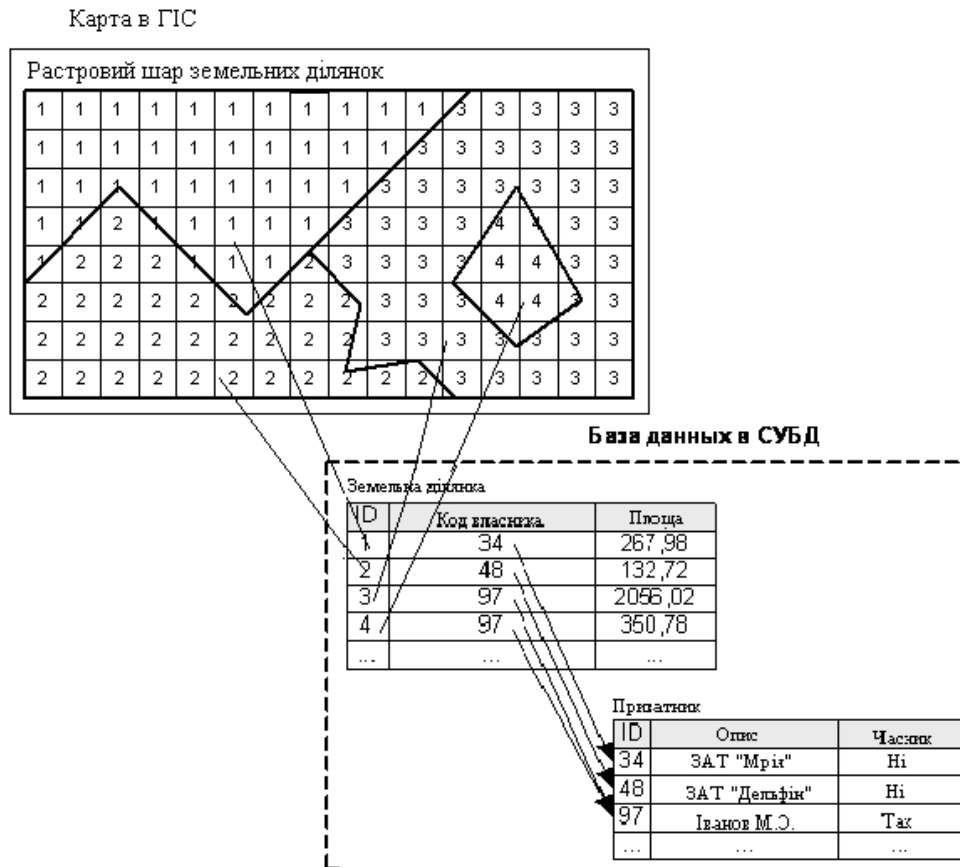 Карта в ГІС
Растровий шар земельних ділянок
1 1 1 1 1 1 1 1 1 1 1 3 3 3 3 3
1 1 1 1 1 1 1 1 1 1 3 3 3 3 3 3
1 1 1 1 1 1 1 1 1 3 3 3 3 3 3 3
1 1 2 1 1 1 1 1 3 3 3 3 4 4 3 3
1 2 2 2 1 1 1 2 3 3 3 3 4 4 3 3
2 2 2 2 2 2 2 2 2 3 3 3 4 4 3 3
2 2 2 2 2 2 2 2 2 3 3 3 3 3 3 3
2 2 2 2 2 2 2 2 2 2 2 3 3 3 3 3
База данных в СУБД
Земельна ділянка
ID Код власника Площа
1 34 267,98
2 48 132,72
3 97 2056,02
4 97 350,78
... ... ...
Приватник
ID Опис Часник
34 ЗАТ "Мрія" Ні
48 ЗАТ "Дельфін" Ні
97 Іванов М.О. Так
... ... ...